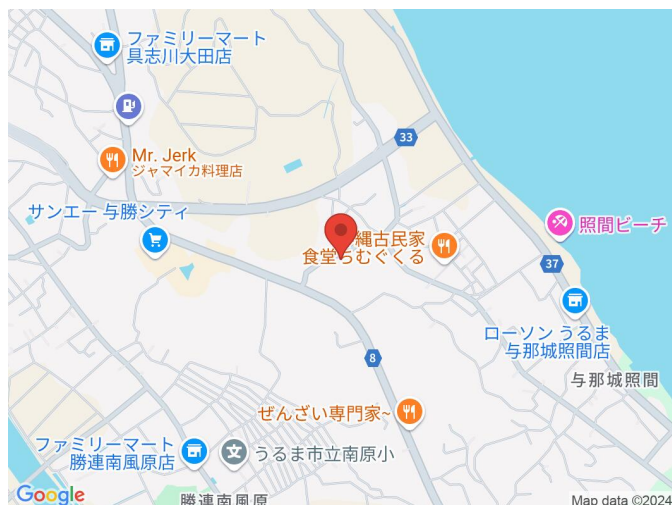 ファミリーマート
具志川大田店
33
Mr. Jerk
ジャマイカ料理店
サンエー 与勝シティ
縄古民家
食堂ちむぐくる
照間ビーチ
37
ローソン うるま
与那城照間店
8
与那城照間
ぜんざい専門家~
ファミリーマート
勝連南風原店
文
うるま市立南原小
勝連南風原
Google
Map data ©2024